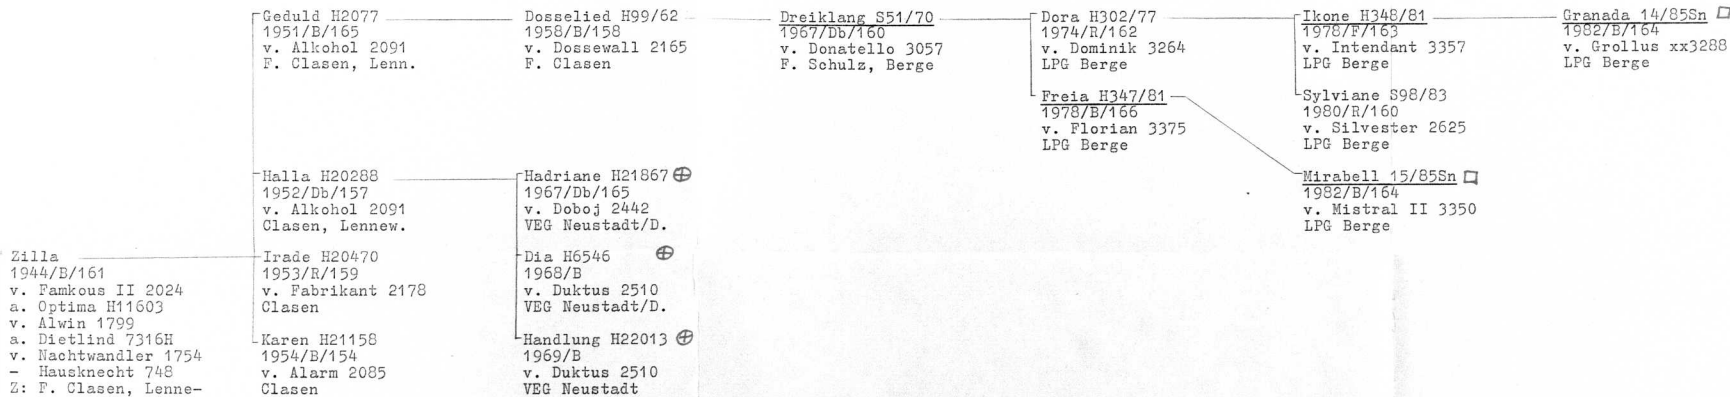 Geduld H2077
1951/B/165
v. Alkohol 2091
F. Clasen, Lenn.
Dosselied H99/62
1958/B/158
v. Dossewall 2165
F. Clasen
Dreiklang S51/70
1967/Db/160
v. Donatello 3057
F. Schulz, Berge
Dora H302/77
1974/R/162
v. Dominik 3264
LPG Berge
Ikone H348/81
1978/F/163
v. Intendant 3357
LPG Berge
Granada 14/85Sn
1982/B/164
v. Grollus xx3288
LPG Berge
Freia H347/81
1978/B/166
v. Florian 3375
LPG Berge
Sylviane S98/83
1980/R/160
v. Silvester 2625
LPG Berge
Halla H20288
1952/Db/157
v. Alkohol 2091
Clasen, Lennew.
Hadriane H21867
1967/Db/165
v. Doboj 2442
VEG Neustadt/D.
Mirabell 15/85Sn
1982/B/164
v. Mistral II 3350
LPG Berge
Zilla
1944/B/161
v. Famkous II 2024
a. Optima H11603
v. Alwin 1799
a. Dietlind 7316H
v. Nachtwandler 1754
- Hausknecht 748
Z: F. Clasen, Lenne-
Irade H20470
1953/R/159
v. Fabrikant 2178
Clasen
Dia H6546
1968/B
v. Duktus 2510
VEG Neustadt/D.
Karen H21158
1954/B/154
v. Alarm 2085
Clasen
Handlung H22013
1969/B
v. Duktus 2510
VEG Neustadt